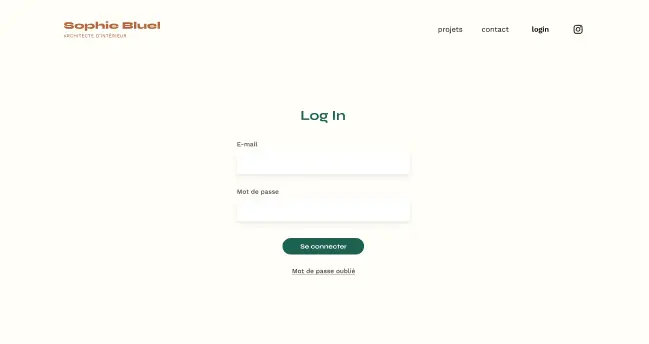 Sophie Bluel
ARCHITECTE D'INTÉRIEUR
projets contact login
Log In
E-mail
Mot de passe
Se connecter
Mot de passe oublié